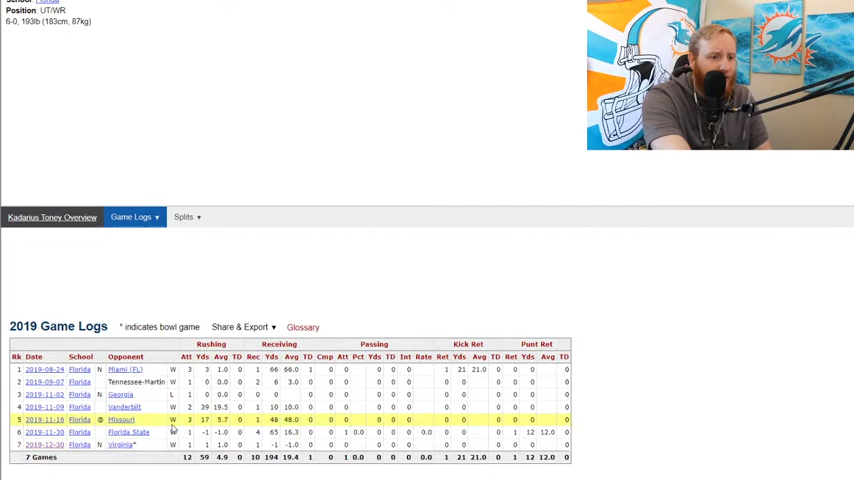 School: Florida
Position: UT/WR
6-0, 193lb (183cm, 87kg)
Kadarius Toney Overview Game Logs ▼ Splits ▼
2019 Game Logs * indicates bowl game Share & Export ▼ Glossary
Rushing Receiving Passing Kick Ret Punt Ret
Rk Date School Opponent Att Yds Avg TD Rec Yds Avg TD Cmp Att Pct Yds TD Int Rate Ret Yds Avg TD Ret Yds Avg TD
1 2019-08-24 Florida N Miami (FL) W 3 3 1.0 0 1 66 66.0 1 0 0 0 0 0 1 21 21.0 0 0 0 0
2 2019-09-07 Florida Tennessee-Martin W 1 0 0.0 0 2 6 3.0 0 0 0 0 0 0 0 0 0 0 0 0
3 2019-11-02 Florida N Georgia L 1 0 0.0 0 0 0 0 0 0 0 0 0 0 0 0 0 0 0
4 2019-11-09 Florida Vanderbilt W 2 39 19.5 0 1 10 10.0 0 0 0 0 0 0 0 0 0 0 0 0
5 2019-11-16 Florida @ Missouri W 3 17 5.7 0 1 48 48.0 0 0 0 0 0 0 0 0 0 0 0 0
6 2019-11-30 Florida Florida State W 1 -1 -1.0 0 4 65 16.3 0 0 1 0.0 0 0 0 0.0 0 0 0 1 12 12.0 0
7 2019-12-30 Florida N Virginia* W 1 1 1.0 0 1 -1 -1.0 0 0 0 0 0 0 0 0 0 0 0 0
7 Games 12 59 4.9 0 10 194 19.4 1 0 1 0.0 0 0 0 0.0 1 21 21.0 0 1 12 12.0 0